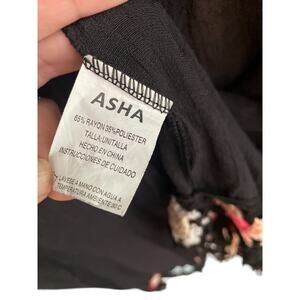 ASHA
65% RAYON 35%POLIESTER
TALLA:UNITALLA
HECHO EN CHINA
INSTRUCCIONES DE CUIDADO
LAVESE A MANO CON AGUA A
TEMPERATURA AMBIENTE:30 C